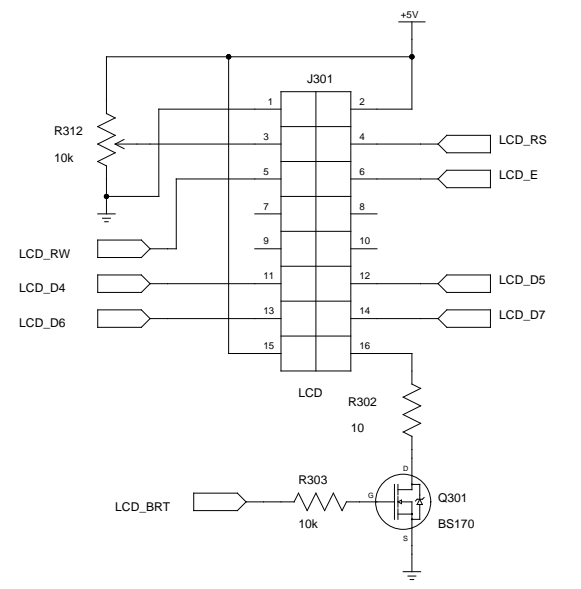 +5V
J301
1 2
R312
10k
3 4
LCD_RS
5 6
LCD_E
7 8
LCD_RW
9 10
LCD_D4
11 12
LCD_D5
LCD_D6
13 14
LCD_D7
15 16
LCD
R302
10
D
R303
LCD_BRT
G
Q301
10k
BS170
S